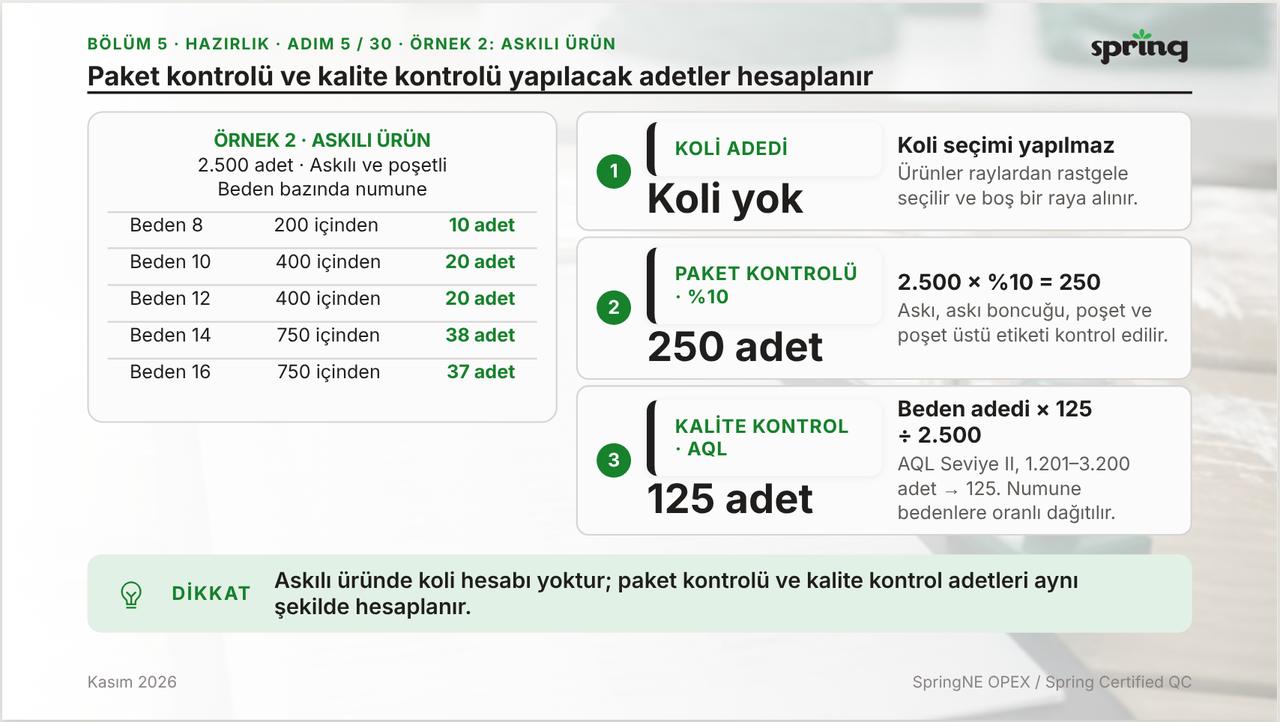 BÖLÜM 5 · HAZIRLIK · ADIM 5 / 30 · ÖRNEK 2: ASKILI ÜRÜN
spring
Paket kontrolü ve kalite kontrolü yapılacak adetler hesaplanır
ÖRNEK 2 · ASKILI ÜRÜN
2.500 adet · Askılı ve poşetli
Beden bazında numune
Beden 8 200 içinden 10 adet
Beden 10 400 içinden 20 adet
Beden 12 400 içinden 20 adet
Beden 14 750 içinden 38 adet
Beden 16 750 içinden 37 adet
1
KOLİ ADEDİ
Koli yok
Koli seçimi yapılmaz
Ürünler raylardan rastgele
seçilir ve boş bir raya alınır.
2
PAKET KONTROLÜ
· %10
250 adet
2.500 × %10 = 250
Askı, askı boncuğu, poşet ve
poşet üstü etiketi kontrol edilir.
3
KALİTE KONTROL
· AQL
125 adet
Beden adedi × 125
÷ 2.500
AQL Seviye II, 1.201–3.200
adet → 125. Numune
bedenlere oranlı dağıtılır.
DİKKAT
Askılı üründe koli hesabı yoktur; paket kontrolü ve kalite kontrol adetleri aynı
şekilde hesaplanır.
Kasım 2026
SpringNE OPEX / Spring Certified QC